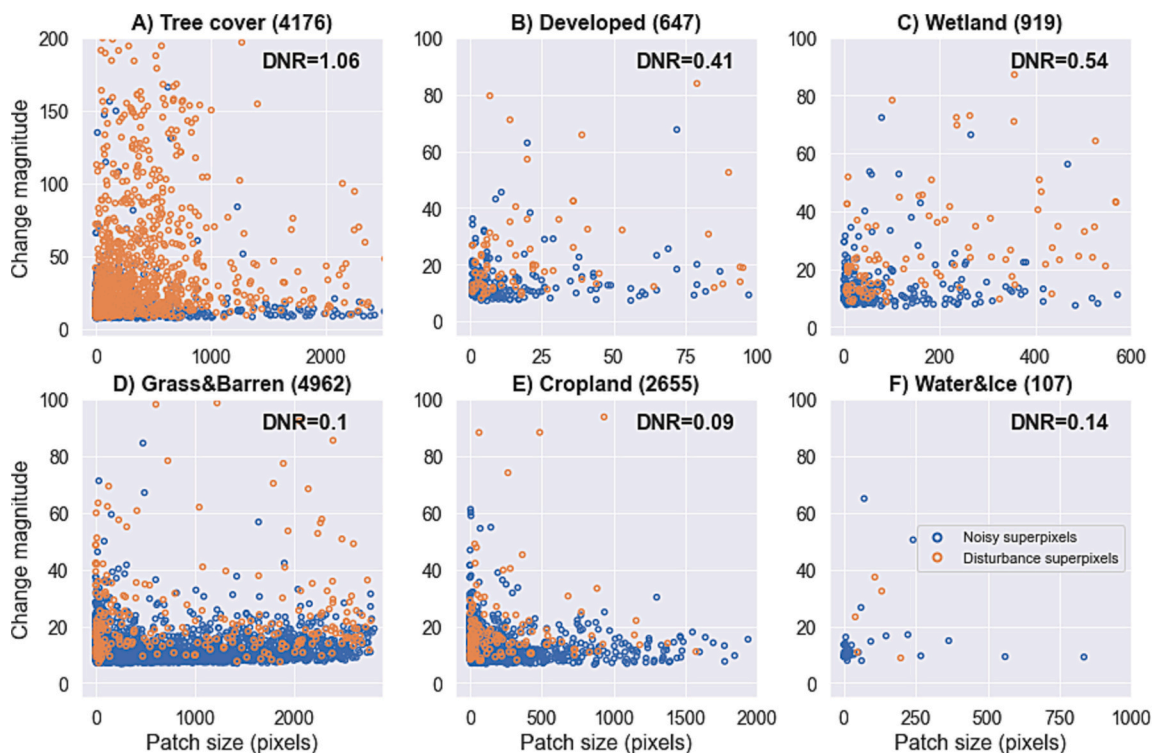 A) Tree cover (4176)
DNR=1.06
200
150
100
50
0
0 1000 2000
Change magnitude
B) Developed (647)
DNR=0.41
100
80
60
40
20
0
0 25 50 75 100
C) Wetland (919)
DNR=0.54
100
80
60
40
20
0
0 200 400 600
D) Grass&Barren (4962)
DNR=0.1
100
80
60
40
20
0
0 1000 2000
Change magnitude
Patch size (pixels)
E) Cropland (2655)
DNR=0.09
100
80
60
40
20
0
0 500 1000 1500 2000
Patch size (pixels)
F) Water&Ice (107)
DNR=0.14
100
80
60
40
20
0
Noisy superpixels
Disturbance superpixels
0 250 500 750 1000
Patch size (pixels)